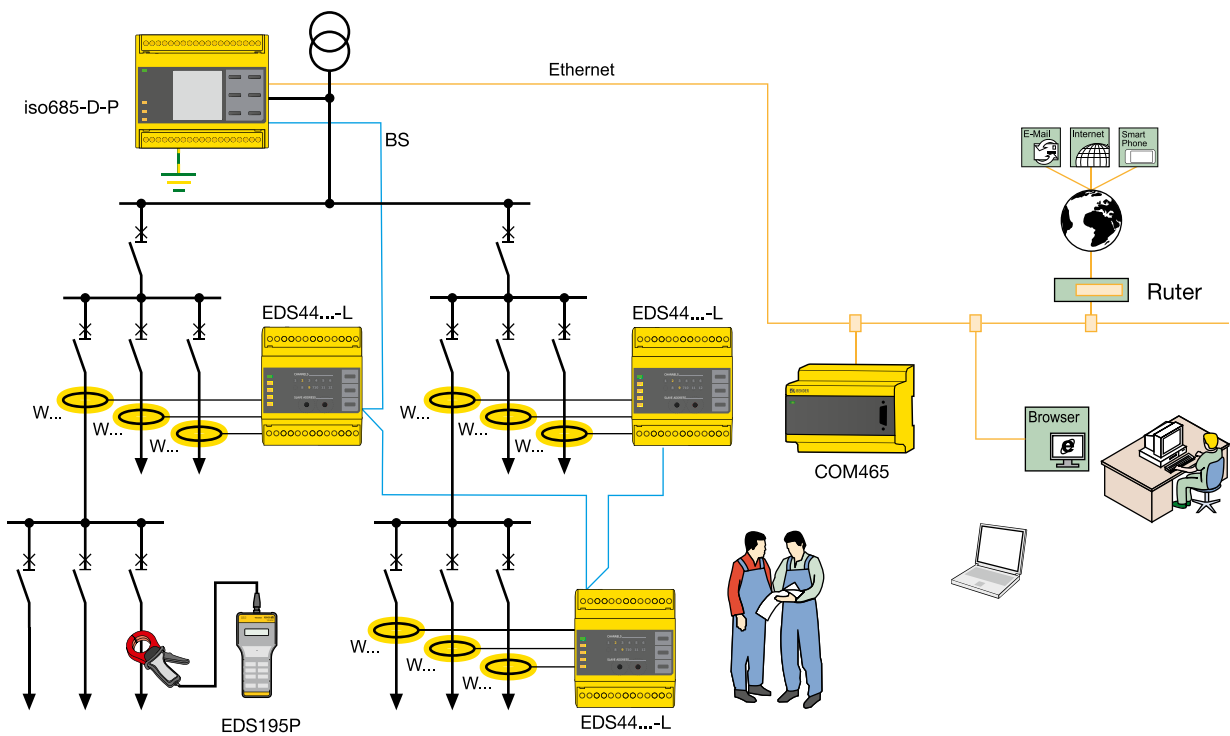 Ethernet
iso685-D-P
BS
E-Mail
Internet
Smart
Phone
Ruter
EDS44...-L
EDS44...-L
W...
W...
W...
W...
W...
W...
COM465
Browser
W...
W...
W...
EDS195P
EDS44...-L